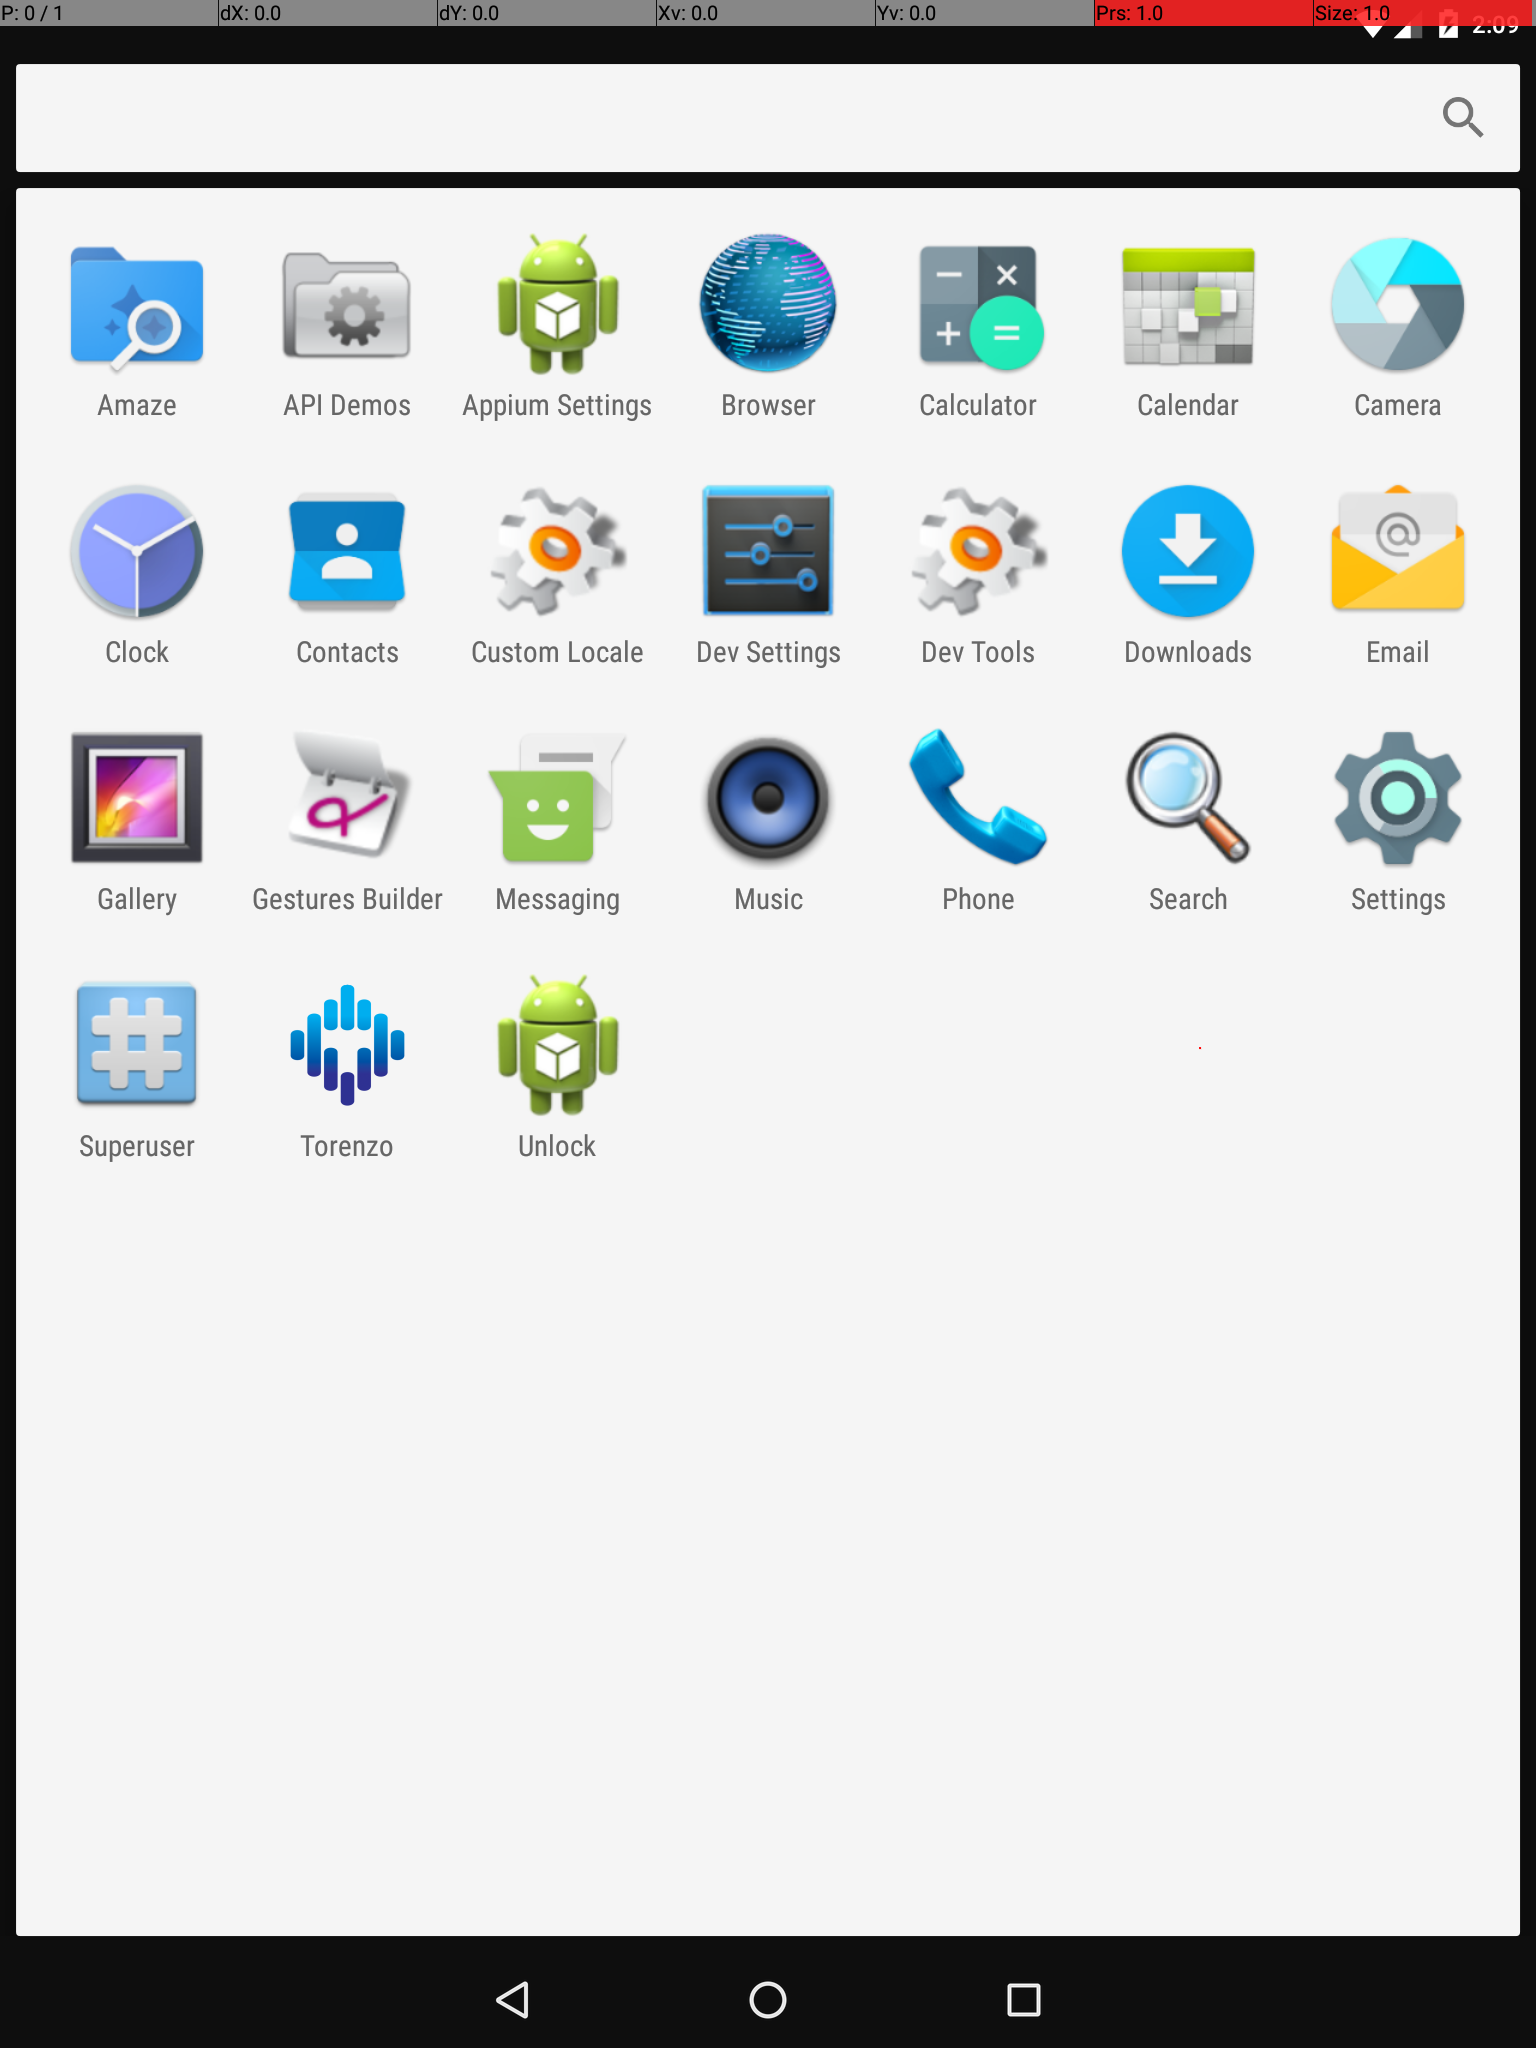 P: 0 / 1 dX: 0.0 dY: 0.0 Xv: 0.0 Yv: 0.0 Prs: 1.0 Size: 1.0
2:09
Amaze API Demos Appium Settings Browser Calculator Calendar Camera
Clock Contacts Custom Locale Dev Settings Dev Tools Downloads Email
Gallery Gestures Builder Messaging Music Phone Search Settings
Superuser Torenzo Unlock